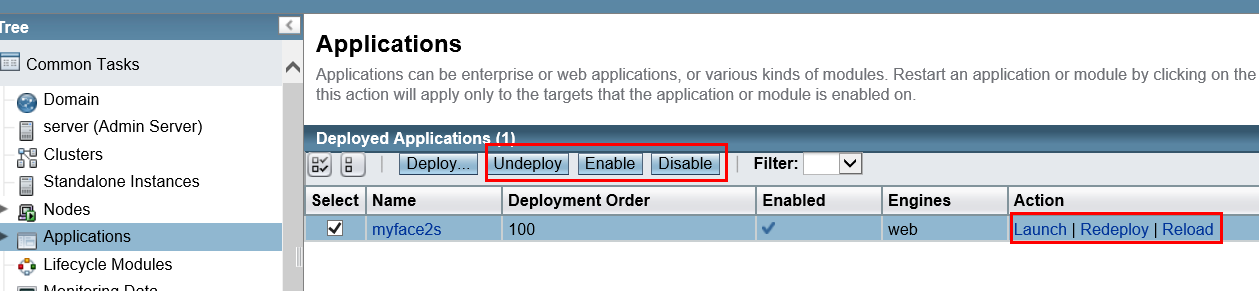 Tree
Common Tasks
Domain
server (Admin Server)
Clusters
Standalone Instances
Nodes
Applications
Lifecycle Modules
Monitoring Data
Applications
Applications can be enterprise or web applications, or various kinds of modules. Restart an application or module by clicking on the
this action will apply only to the targets that the application or module is enabled on.
Deployed Applications (1)
Deploy... Undeploy Enable Disable Filter:
Select Name Deployment Order Enabled Engines Action
myface2s 100 web Launch | Redeploy | Reload